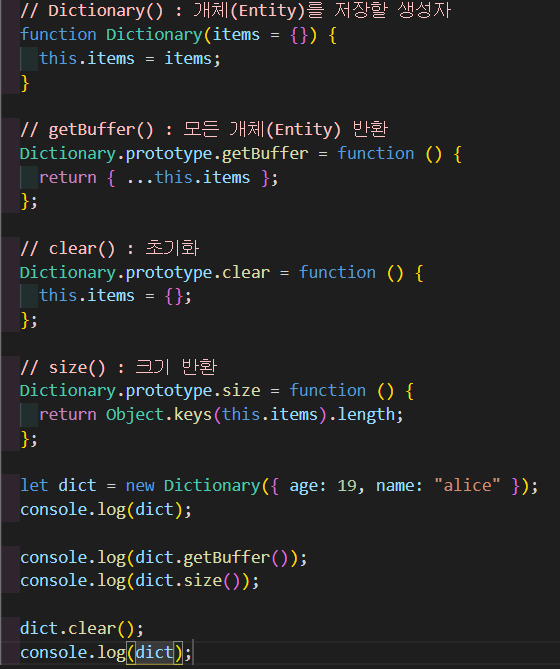 // Dictionary() : 개체(Entity)를 저장할 생성자
function Dictionary(items = {}) {
  this.items = items;
}

// getBuffer() : 모든 개체(Entity) 반환
Dictionary.prototype.getBuffer = function () {
  return { ...this.items };
};

// clear() : 초기화
Dictionary.prototype.clear = function () {
  this.items = {};
};

// size() : 크기 반환
Dictionary.prototype.size = function () {
  return Object.keys(this.items).length;
};

let dict = new Dictionary({ age: 19, name: "alice" });
console.log(dict);

console.log(dict.getBuffer());
console.log(dict.size());

dict.clear();
console.log(dict);